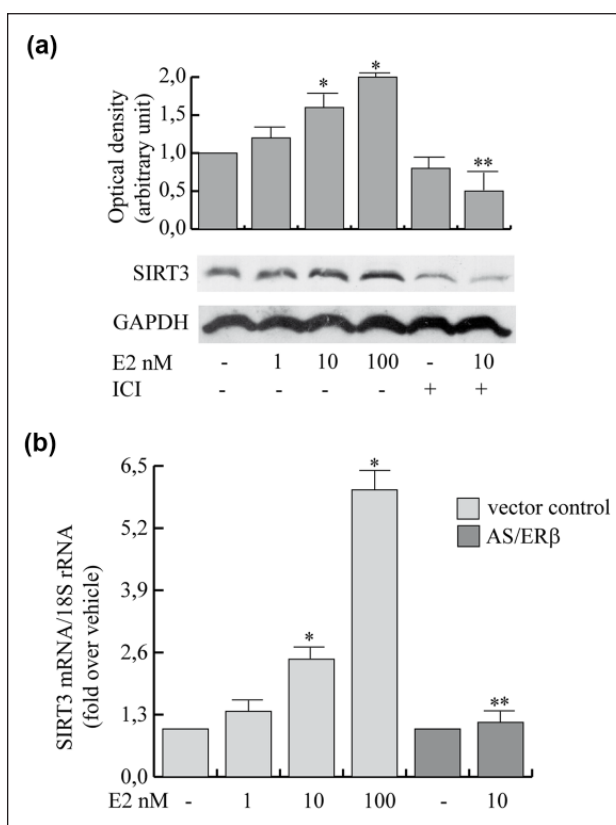 (a)
Optical density
(arbitrary unit)
2,0
1,5
1,0
0,5
0,0
* * **
SIRT3
GAPDH
E2 nM - 1 10 100 - 10
ICI - - - - + +
(b)
SIRT3 mRNA/18S rRNA
(fold over vehicle)
6,5
5,2
3,9
2,6
1,3
0,0
* * **
vector control
AS/ERβ
E2 nM - 1 10 100 - 10